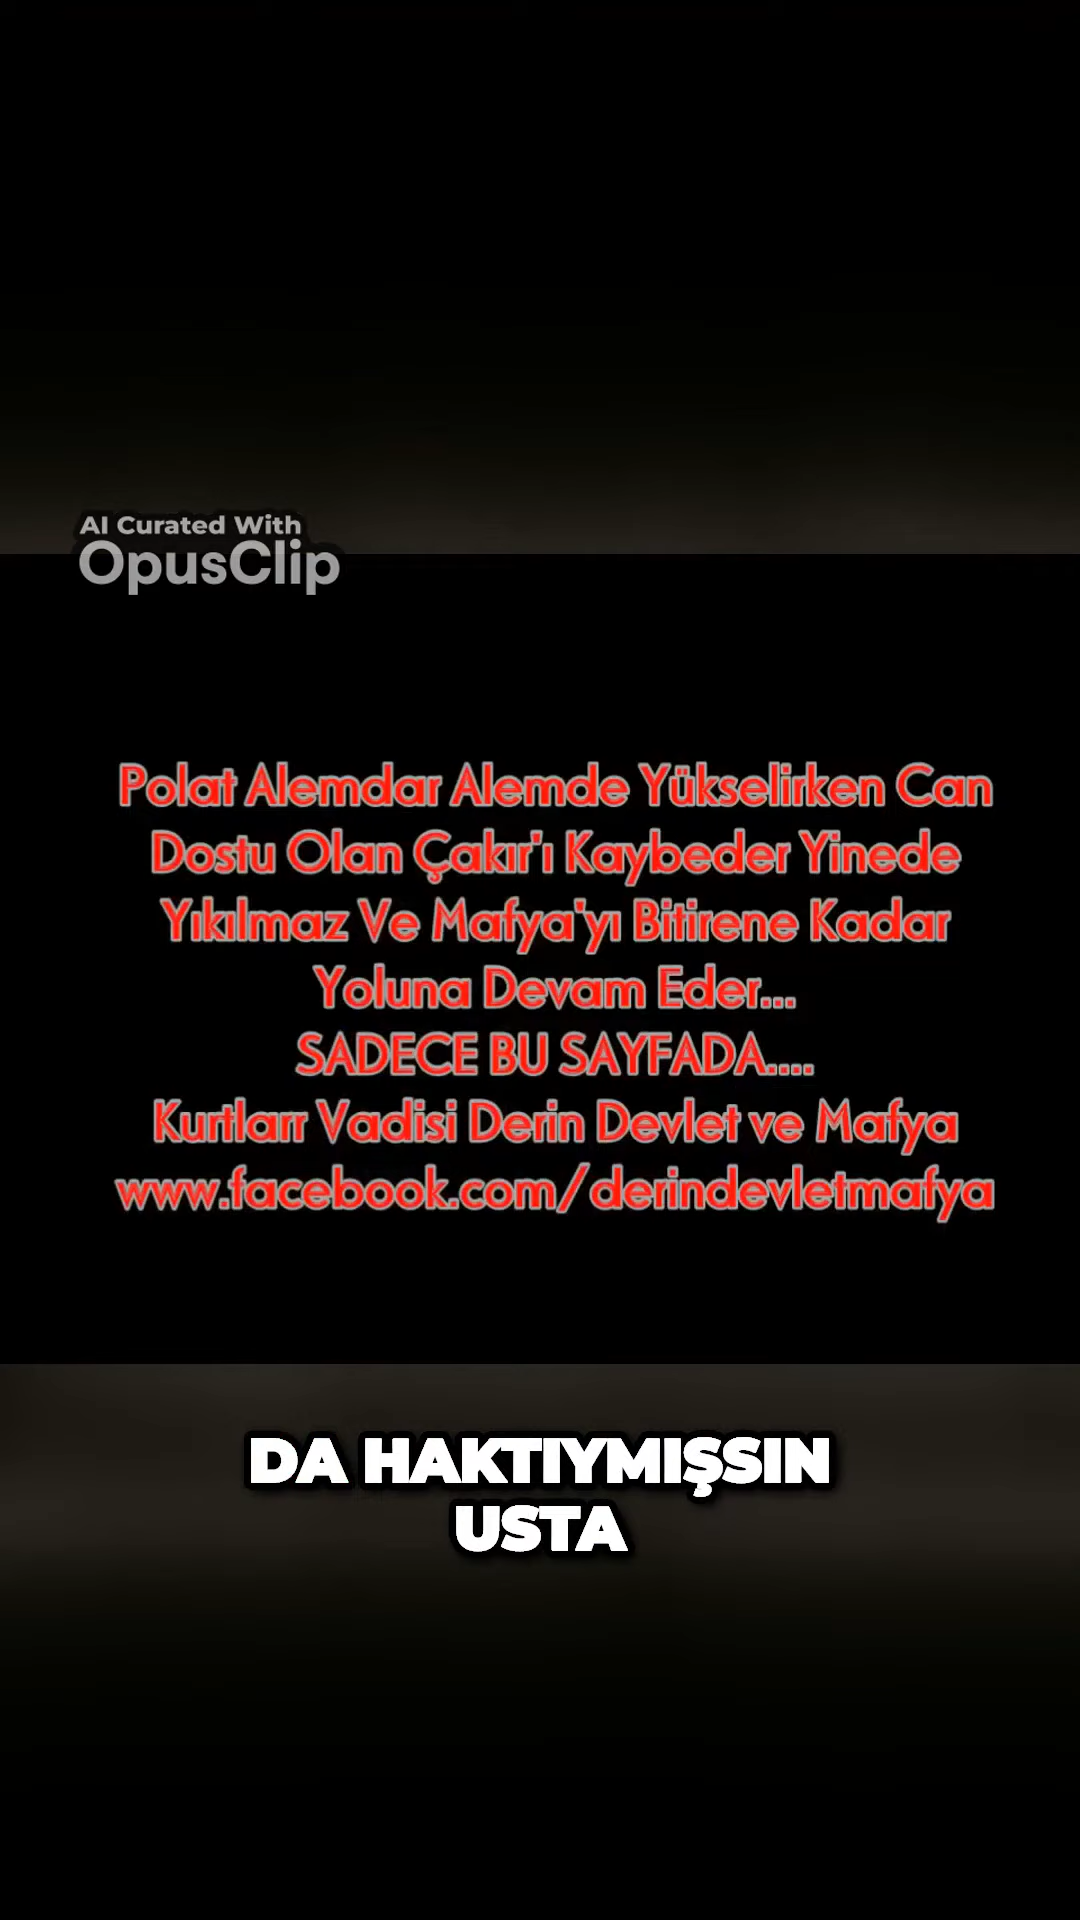 AI Curated With
OpusClip
Polat Alemdar Alemde Yükselirken Can
Dostu Olan Çakır'ı Kaybeder Yinede
Yıkılmaz Ve Mafya'yı Bitirene Kadar
Yoluna Devam Eder...
SADECE BU SAYFADA....
Kurtlarr Vadisi Derin Devlet ve Mafya
www.facebook.com/derindevletmafya
DA HAKTIYMIŞSIN
USTA